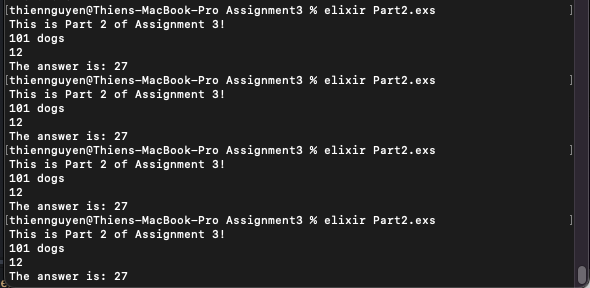 [thiennguyen@Thiens-MacBook-Pro Assignment3 % elixir Part2.exs ]
This is Part 2 of Assignment 3!
101 dogs
12
The answer is: 27
[thiennguyen@Thiens-MacBook-Pro Assignment3 % elixir Part2.exs ]
This is Part 2 of Assignment 3!
101 dogs
12
The answer is: 27
[thiennguyen@Thiens-MacBook-Pro Assignment3 % elixir Part2.exs ]
This is Part 2 of Assignment 3!
101 dogs
12
The answer is: 27
[thiennguyen@Thiens-MacBook-Pro Assignment3 % elixir Part2.exs ]
This is Part 2 of Assignment 3!
101 dogs
12
The answer is: 27